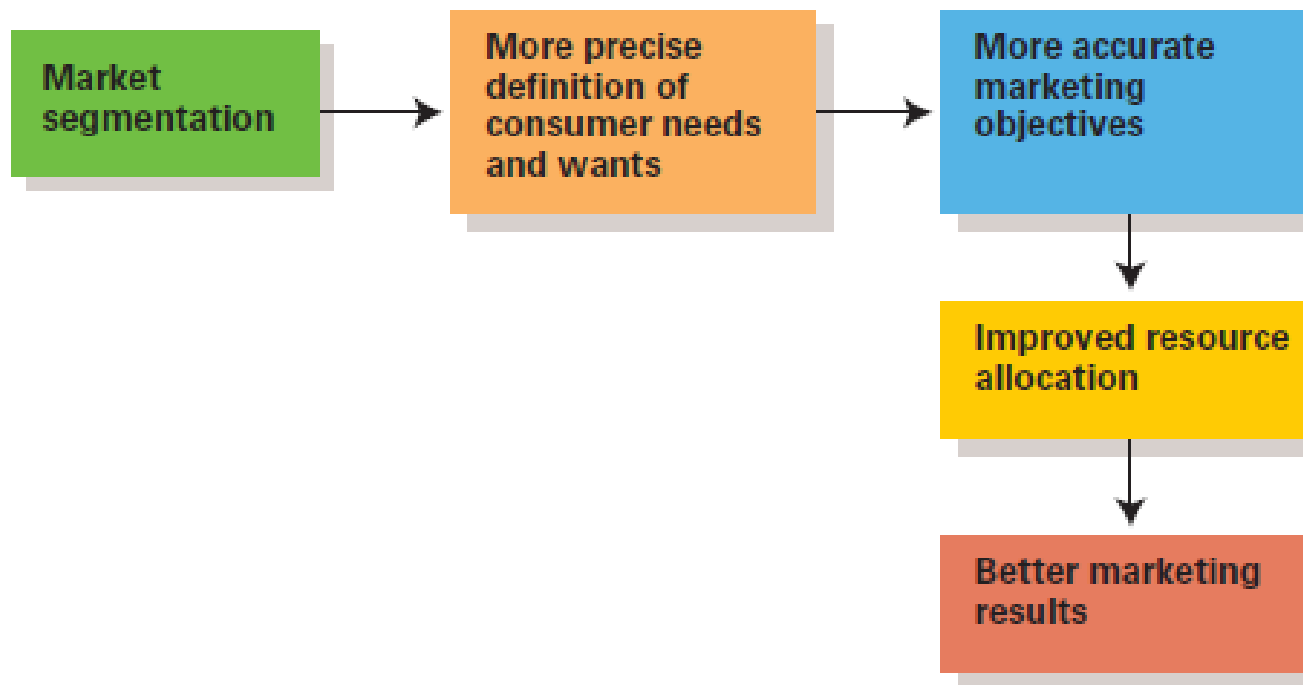 Market
segmentation
More precise
definition of
consumer needs
and wants
More accurate
marketing
objectives
Improved resource
allocation
Better marketing
results